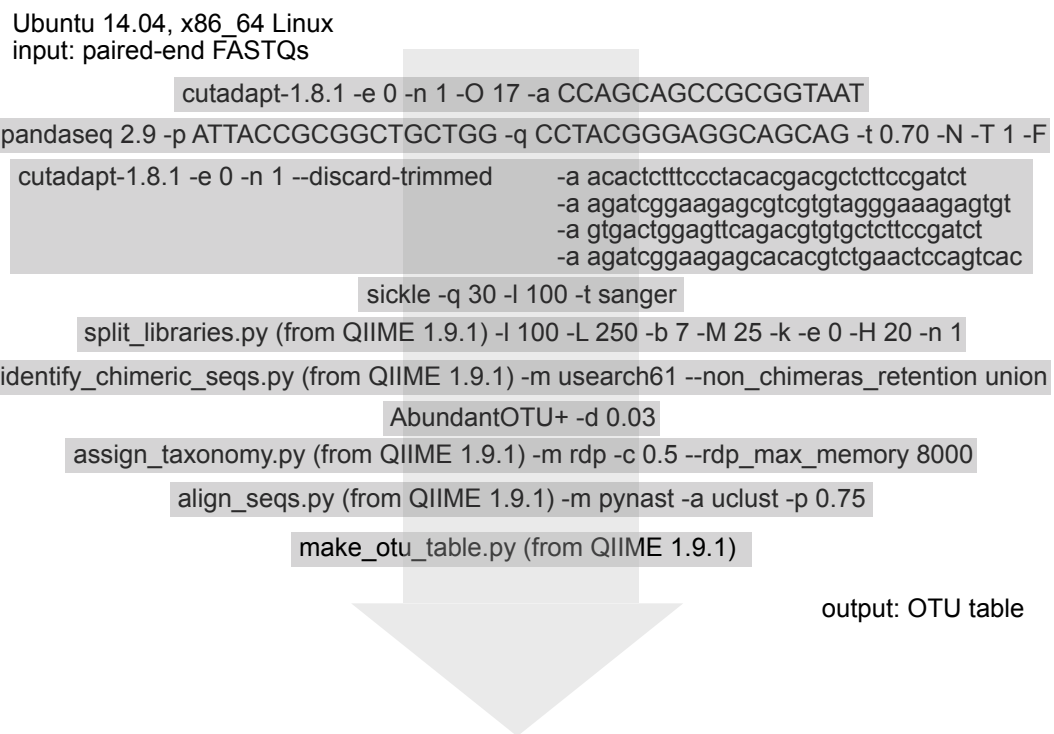 Ubuntu 14.04, x86_64 Linux
input: paired-end FASTQs
cutadapt-1.8.1 -e 0 -n 1 -O 17 -a CCAGCAGCCGCGGTAAT
pandaseq 2.9 -p ATTACCGCGGCTGCTGG -q CCTACGGGAGGCAGCAG -t 0.70 -N -T 1 -F
cutadapt-1.8.1 -e 0 -n 1 --discard-trimmed -a acactctttccctacacgacgctcttccgatct
-a agatcggaagagcgtcgtgtagggaaagagtgt
-a gtgactggagttcagacgtgtgctcttccgatct
-a agatcggaagagcacacgtctgaactccagtcac
sickle -q 30 -l 100 -t sanger
split_libraries.py (from QIIME 1.9.1) -l 100 -L 250 -b 7 -M 25 -k -e 0 -H 20 -n 1
identify_chimeric_seqs.py (from QIIME 1.9.1) -m usearch61 --non_chimeras_retention union
AbundantOTU+ -d 0.03
assign_taxonomy.py (from QIIME 1.9.1) -m rdp -c 0.5 --rdp_max_memory 8000
align_seqs.py (from QIIME 1.9.1) -m pynast -a uclust -p 0.75
make_otu_table.py (from QIIME 1.9.1)
output: OTU table